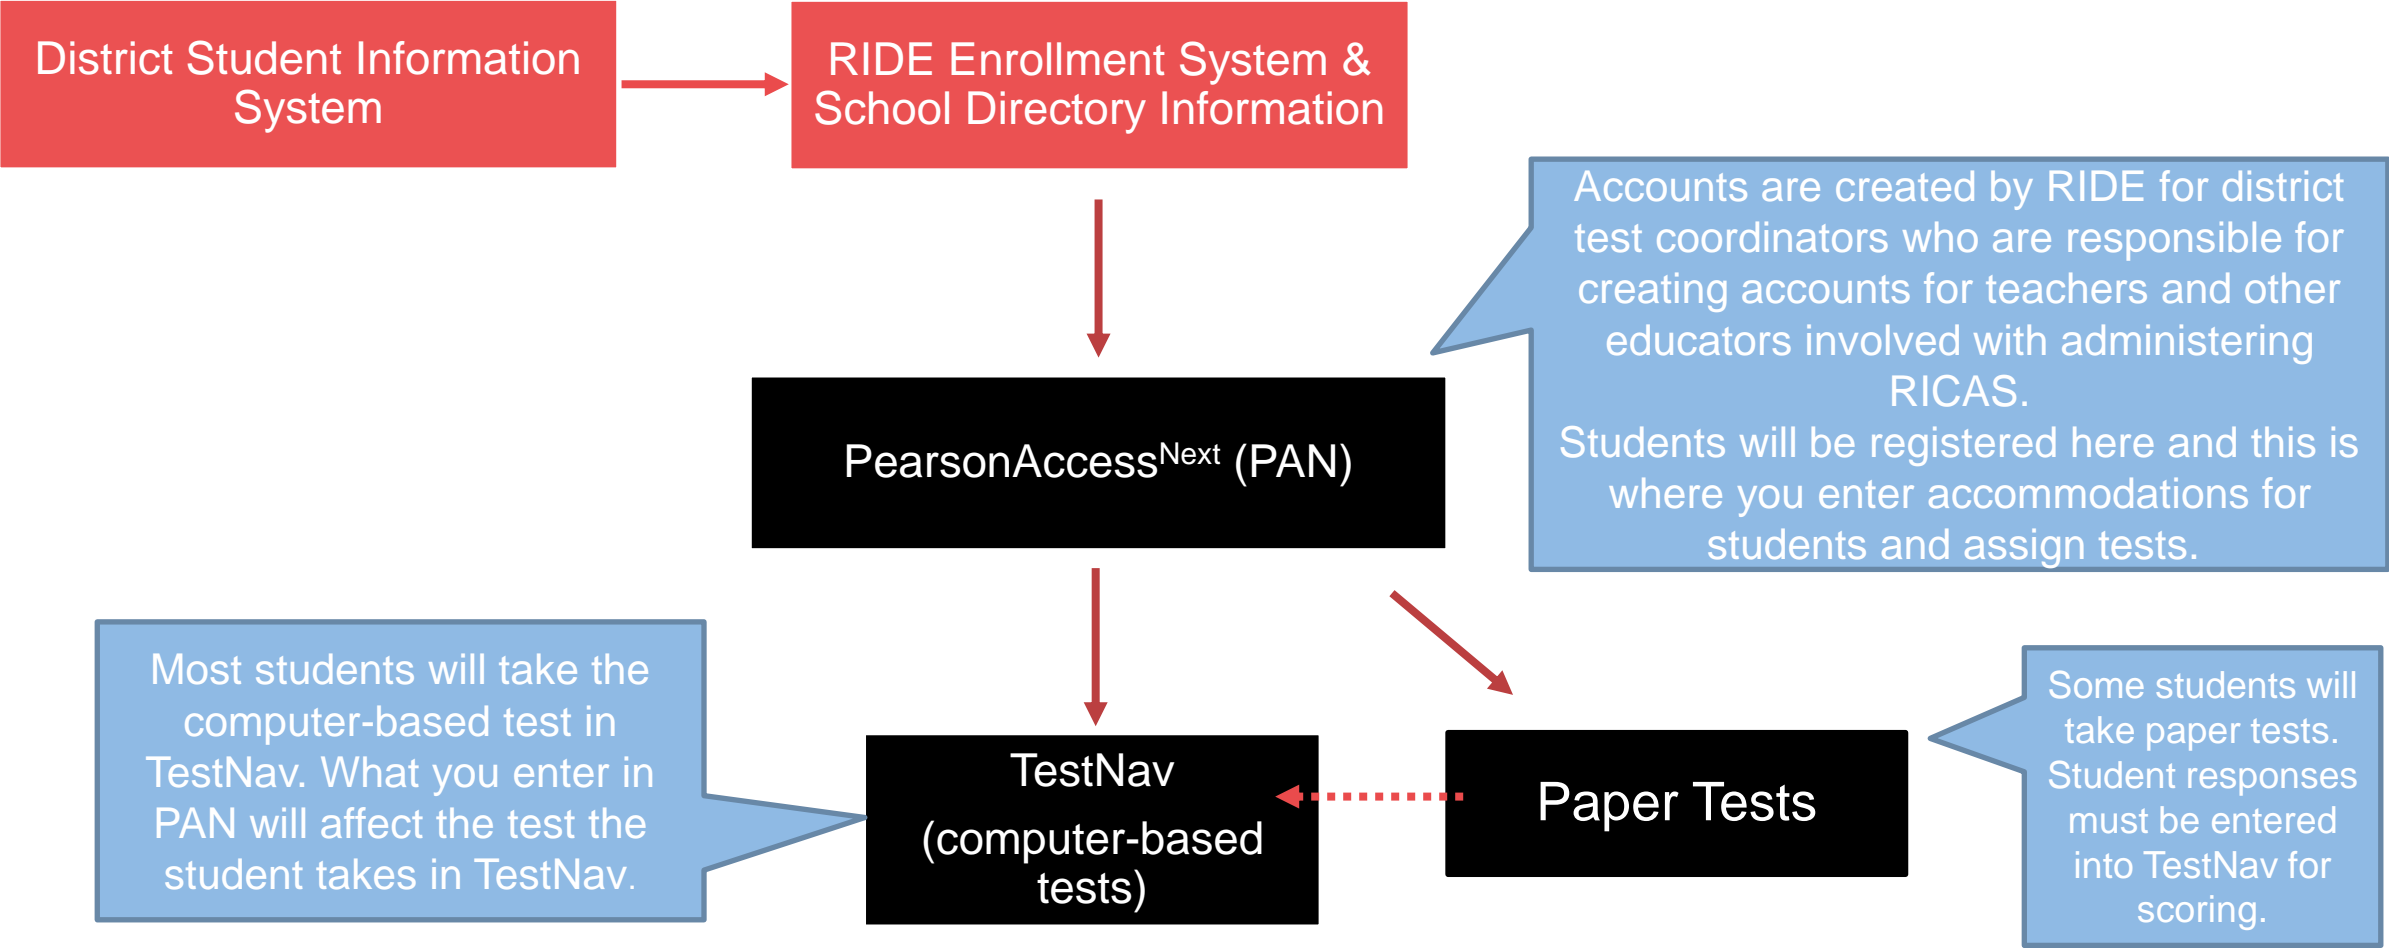 District Student Information
System
RIDE Enrollment System &
School Directory Information
Accounts are created by RIDE for district
test coordinators who are responsible for
creating accounts for teachers and other
educators involved with administering
RICAS.
Students will be registered here and this is
where you enter accommodations for
students and assign tests.
PearsonAccessNext (PAN)
Most students will take the
computer-based test in
TestNav. What you enter in
PAN will affect the test the
student takes in TestNav.
TestNav
(computer-based
tests)
Paper Tests
Some students will
take paper tests.
Student responses
must be entered
into TestNav for
scoring.